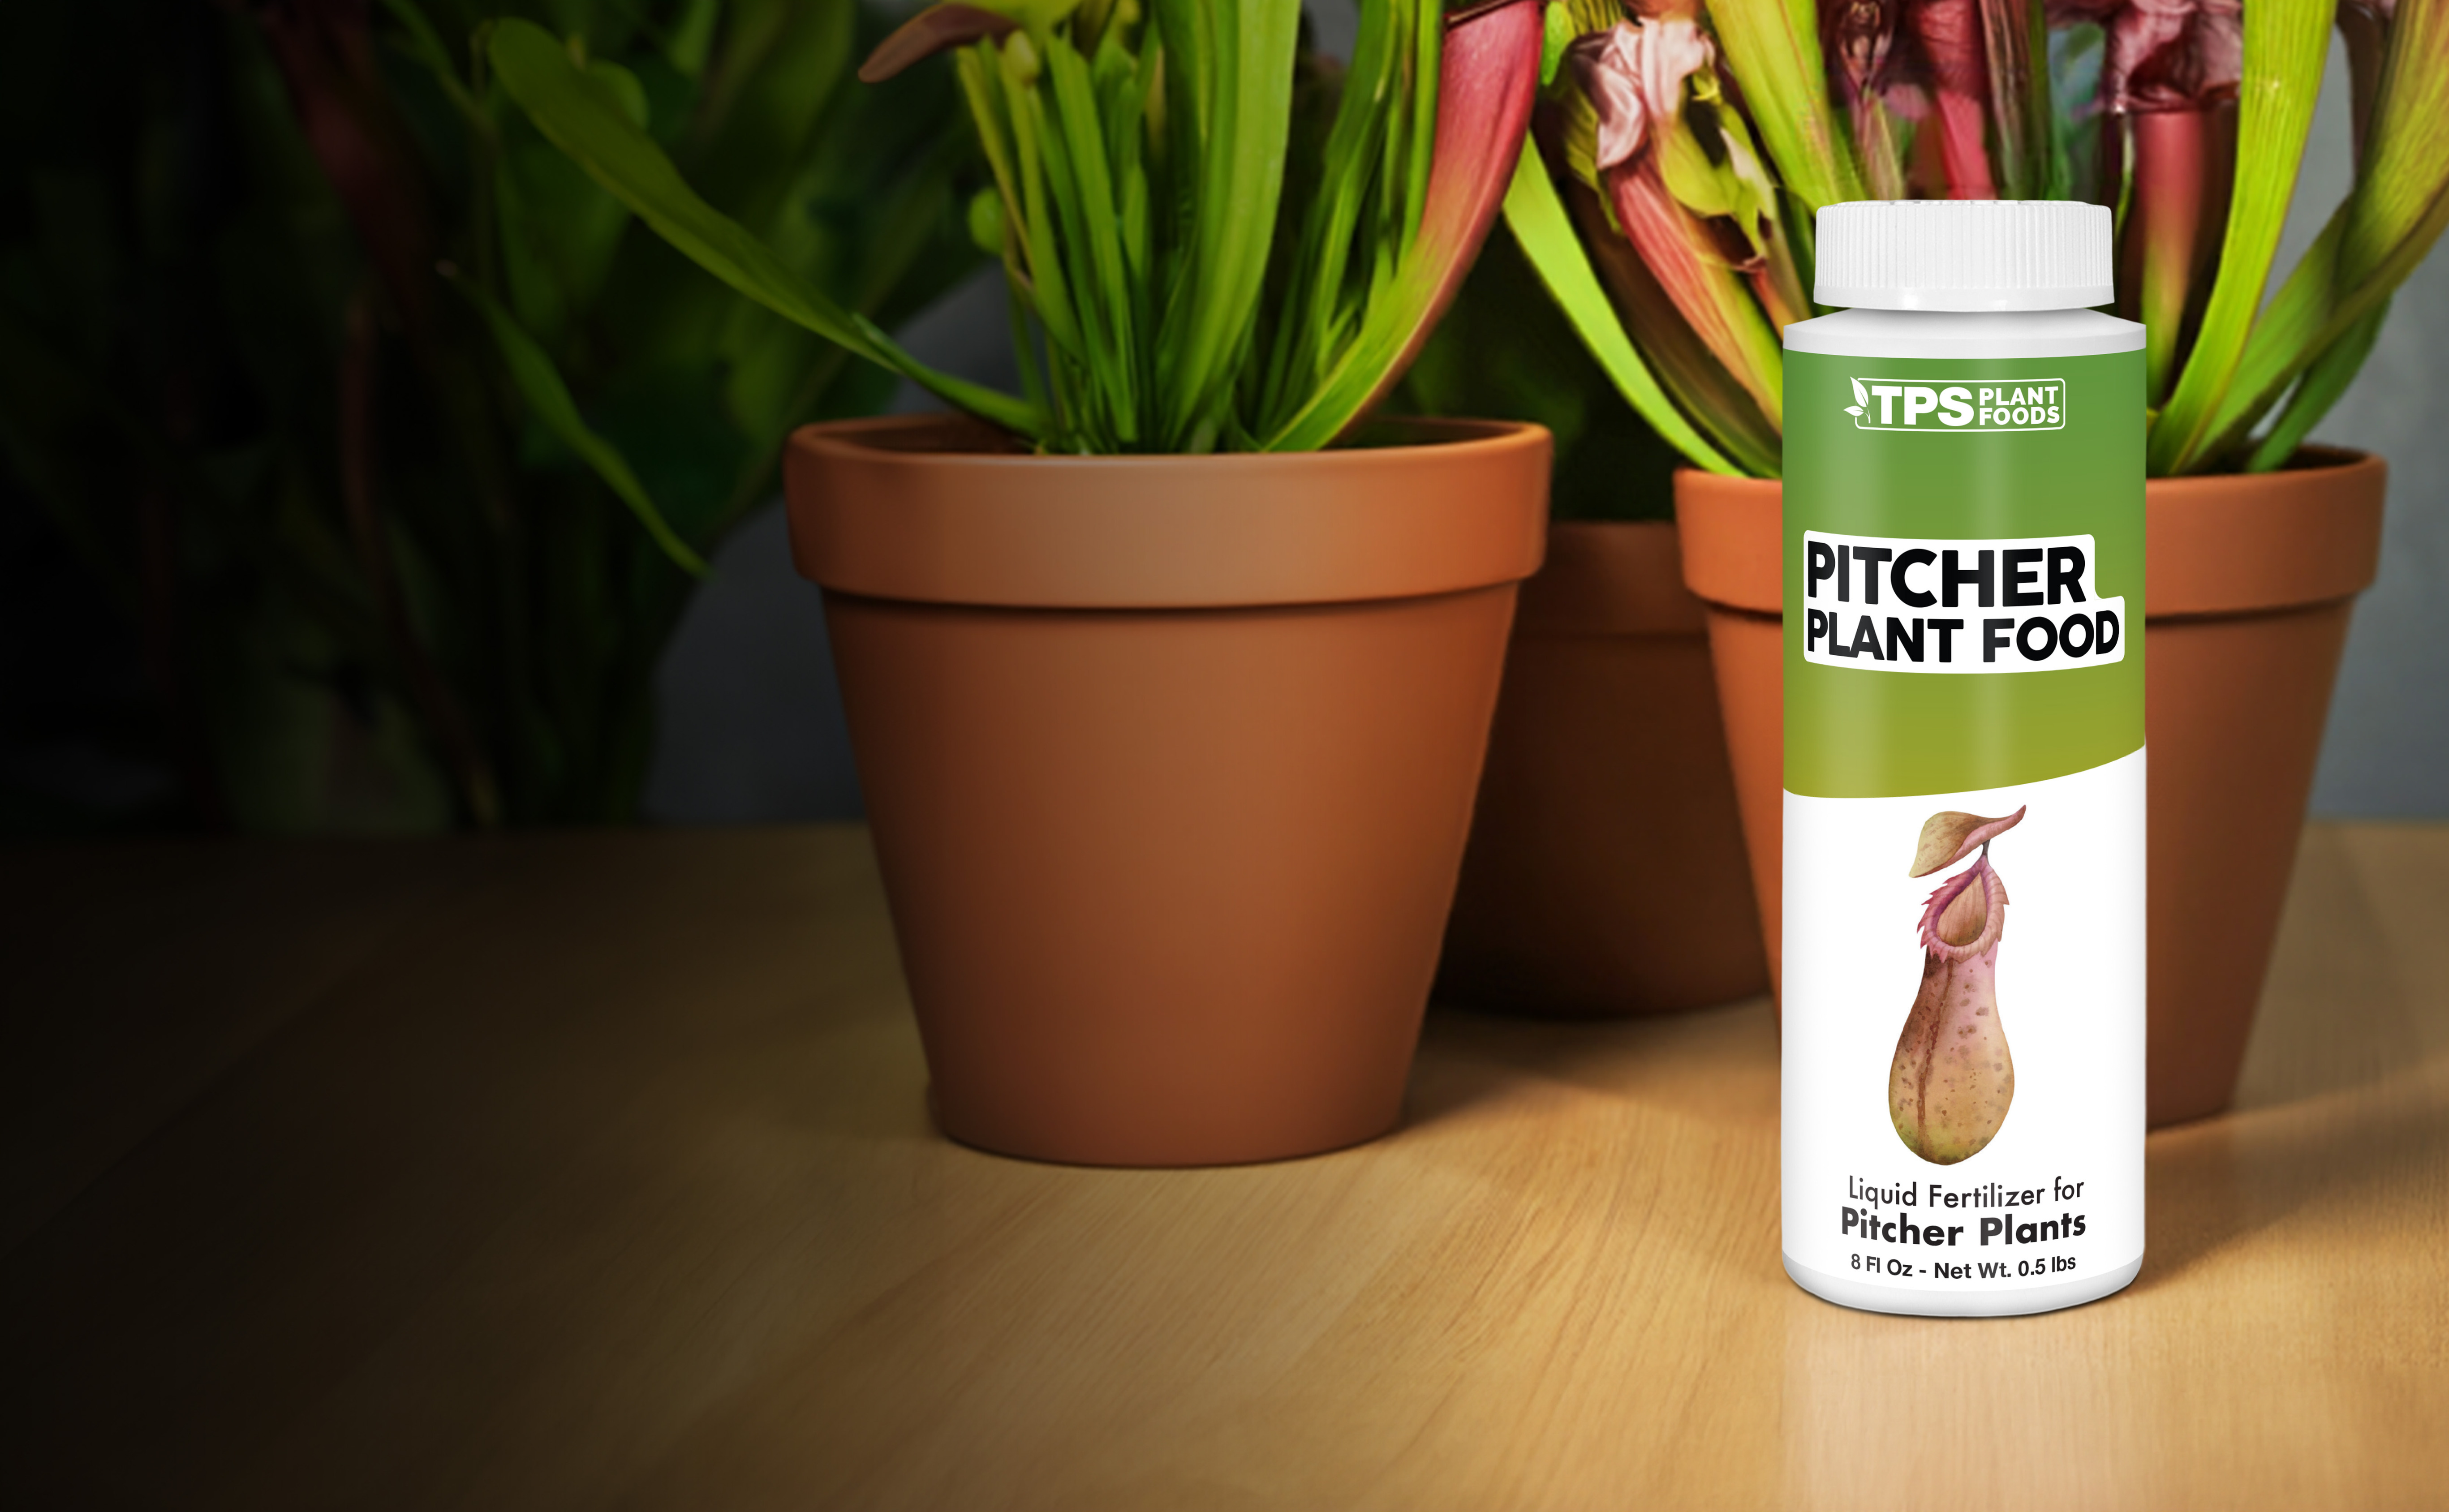 TPS PLANT FOODS
PITCHER
PLANT FOOD
Liquid Fertilizer for
Pitcher Plants
8 Fl Oz - Net Wt. 0.5 lbs